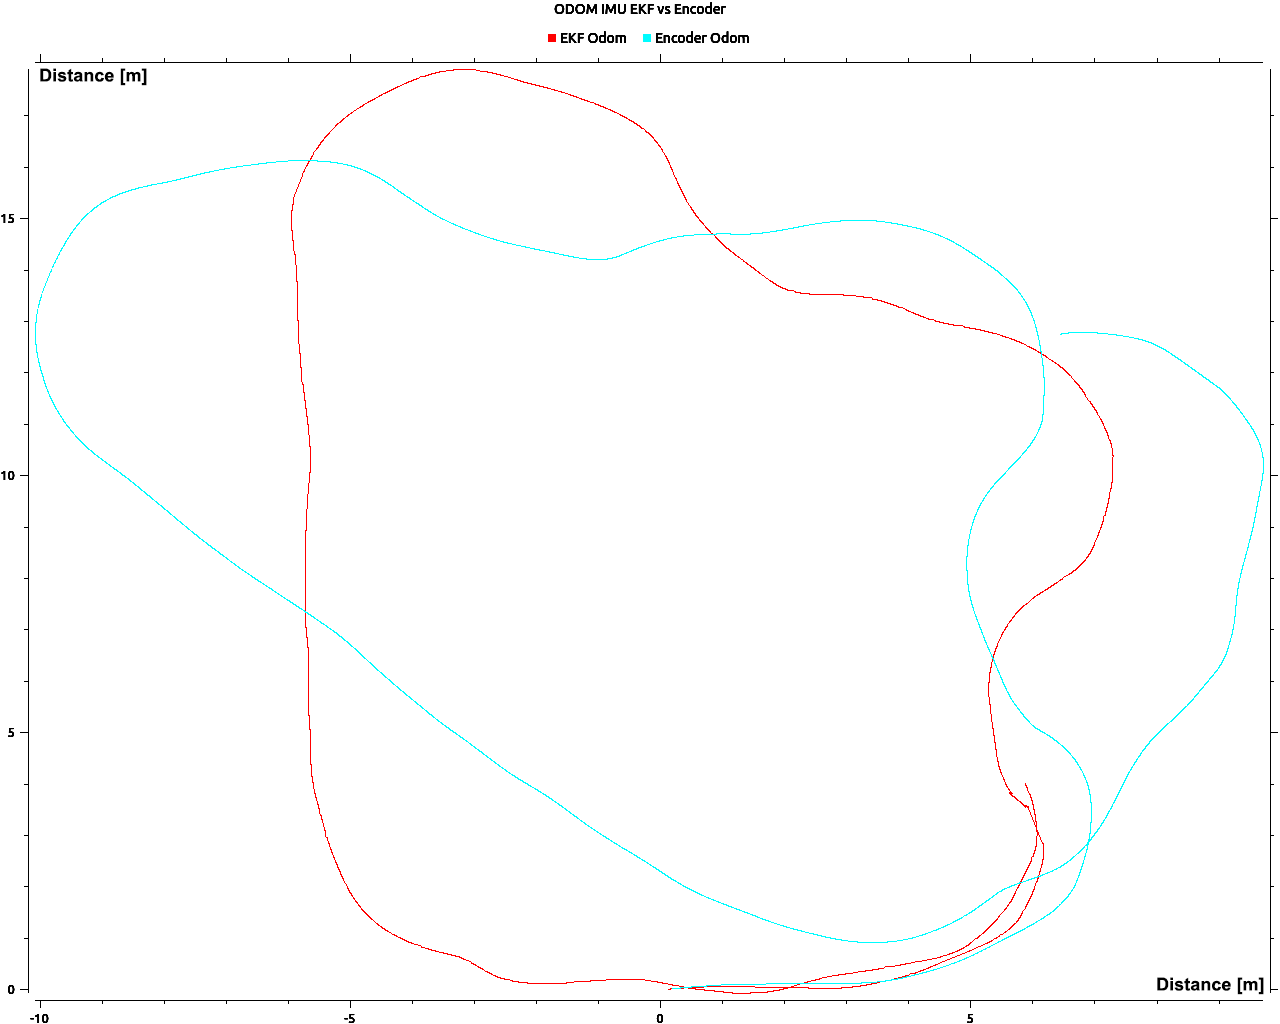 ODOM IMU EKF vs Encoder
EKF Odom Encoder Odom
Distance [m]
15
10
5
0
Distance [m]
-10 -5 0 5